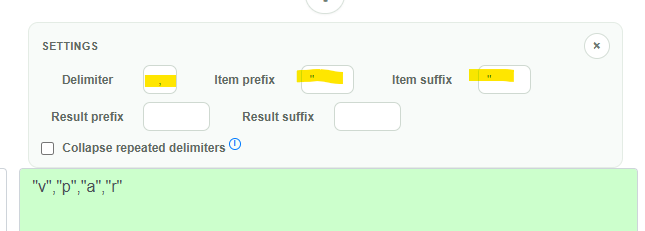 SETTINGS
Delimiter , Item prefix " Item suffix "
Result prefix Result suffix
Collapse repeated delimiters
"v","p","a","r"